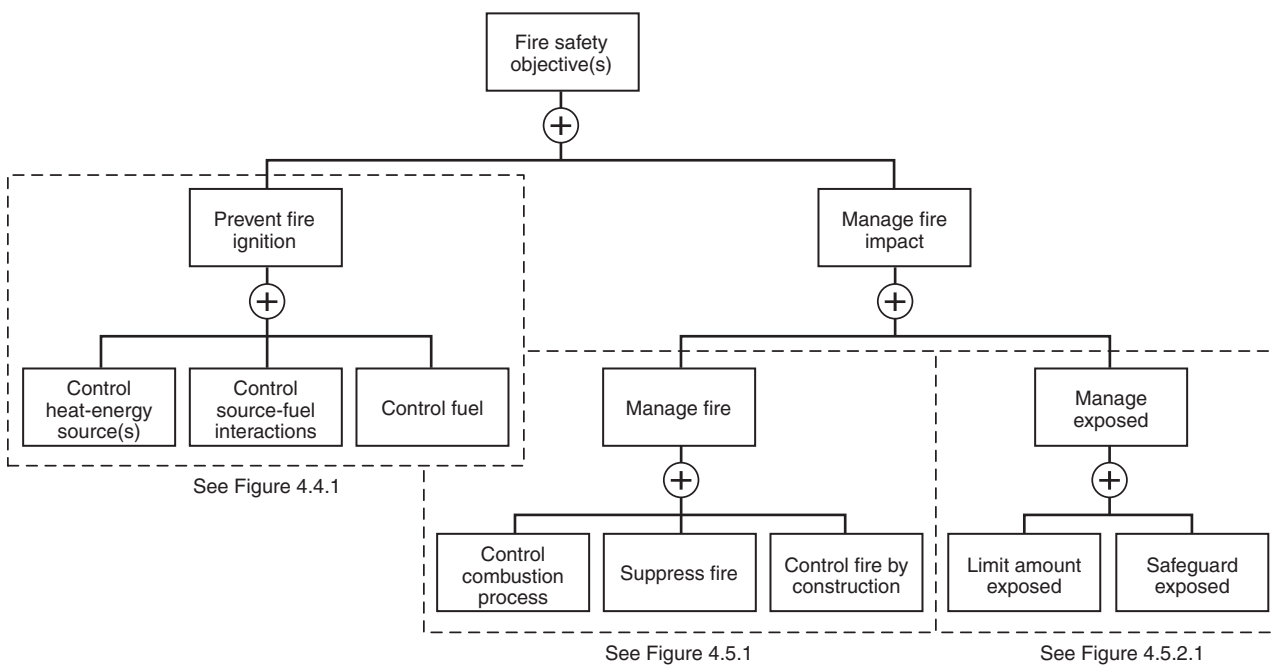 Fire safety
objective(s)
+
Prevent fire
ignition
Manage fire
impact
+
+
Control
heat-energy
source(s)
Control
source-fuel
interactions
Control fuel
Manage fire
Manage
exposed
See Figure 4.4.1
+
+
Control
combustion
process
Suppress fire
Control fire by
construction
Limit amount
exposed
Safeguard
exposed
See Figure 4.5.1
See Figure 4.5.2.1